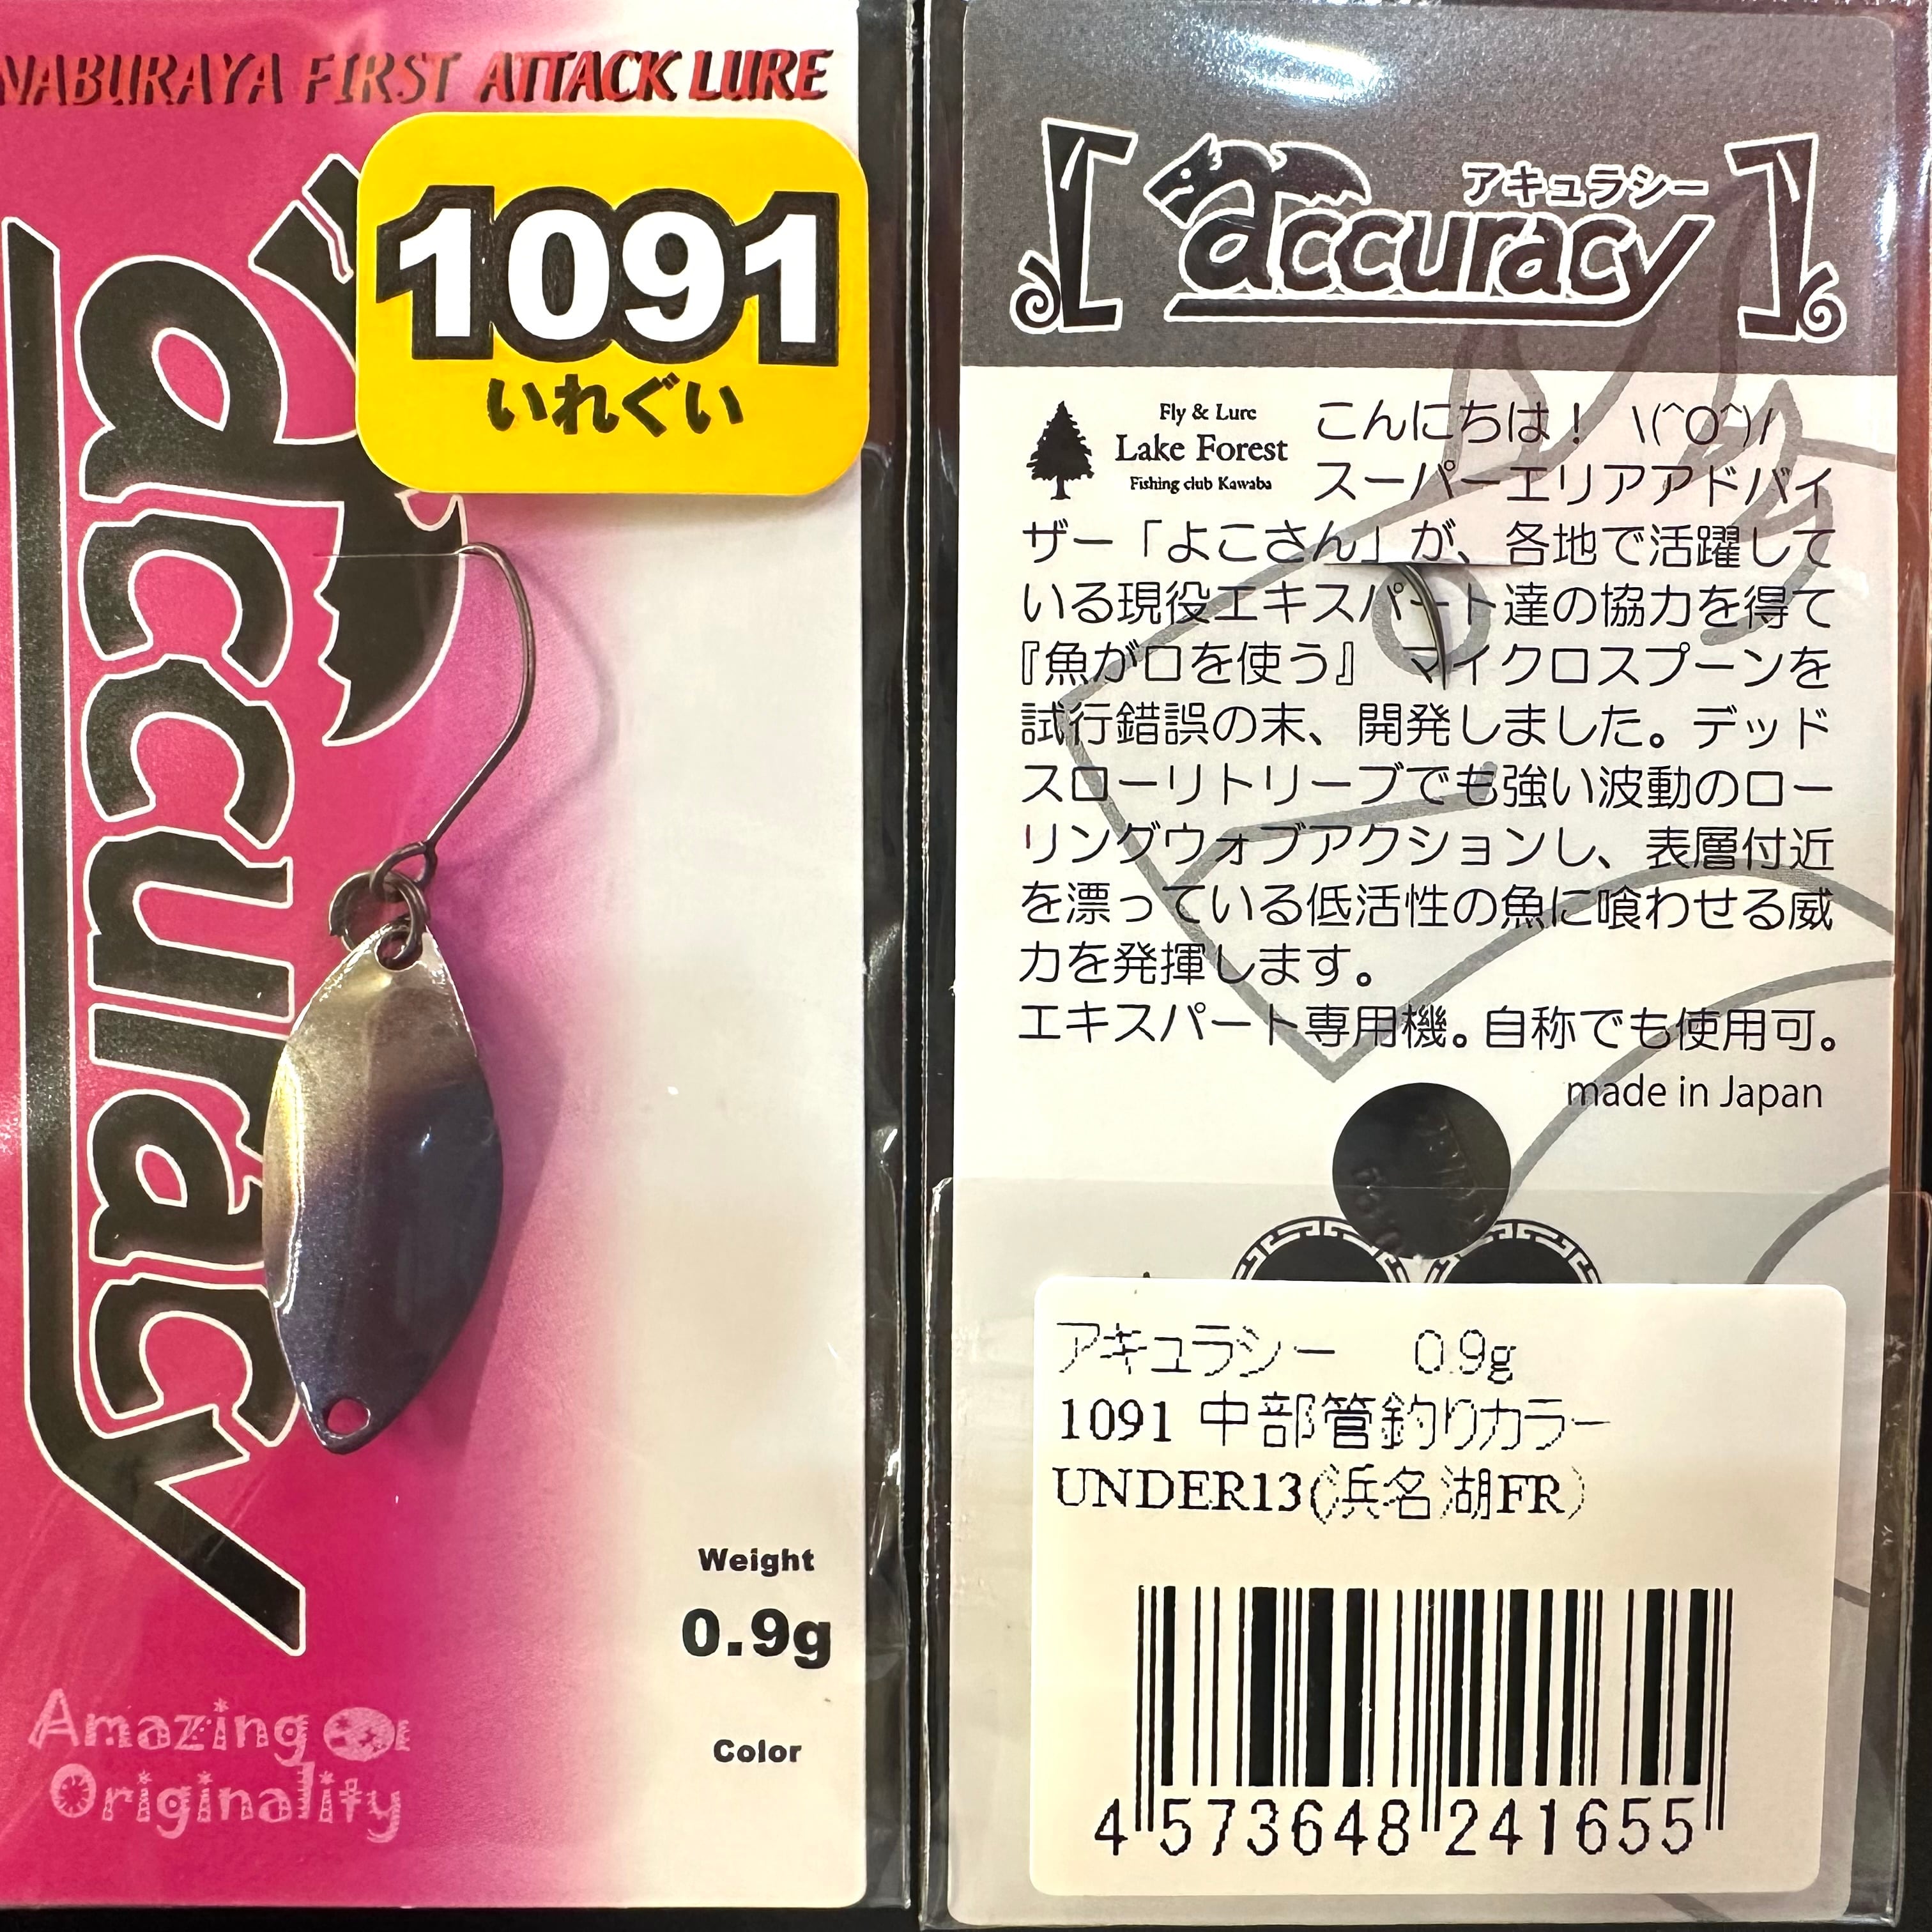 NABURAYA FIRST ATTACK LURE
1091
いれぐい
accuracy
Weight
0.9g
Color
Amazing
Originality
アキュラシー
accuracy
Fly & Lure
Lake Forest
Fishing club Kawaba
こんにちは！ \(^O^)/
スーパーエリアアドバイ
ザー「よこさん」が、各地で活躍して
いる現役エキスパート達の協力を得て
『魚が口を使う』 マイクロスプーンを
試行錯誤の末、開発しました。デッド
スローリトリーブでも強い波動のロー
リングウォブアクションし、表層付近
を漂っている低活性の魚に喰わせる威
力を発揮します。
エキスパート専用機。自称でも使用可。
made in Japan
アキュラシー 0.9g
1091 中部管釣りカラー
UNDER13(浜名湖FR)
4 573648 241655